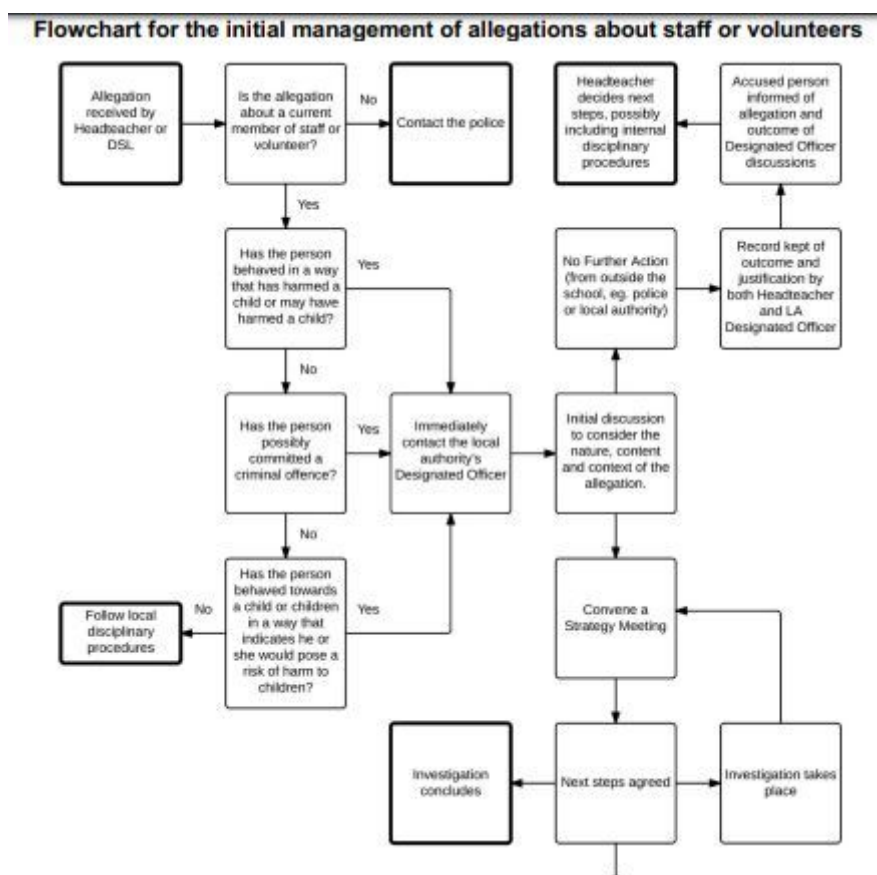 Flowchart for the initial management of allegations about staff or volunteers
Allegation
received by
Headteacher or
DSL
Is the allegation
about a current
member of staff or
volunteer?
No
Contact the police
Headteacher
decides next
steps, possibly
including internal
disciplinary
procedures
Accused person
informed of
allegation and
outcome of
Designated Officer
discussions
Yes
Has the person
behaved in a way
that has harmed a
child or may have
harmed a child?
Yes
No Further Action
(from outside the
school, eg. police
or local authority)
Record kept of
outcome and
justification by
both Headteacher
and LA
Designated Officer
No
Has the person
possibly
committed a
criminal offence?
Yes
Immediately
contact the local
authority's
Designated Officer
Initial discussion
to consider the
nature, content
and context of the
allegation.
No
Has the person
behaved towards
a child or children
in a way that
indicates he or
she would pose a
risk of harm to
children?
No
Yes
Follow local
disciplinary
procedures
Convene a
Strategy Meeting
Investigation
concludes
Next steps agreed
Investigation takes
place